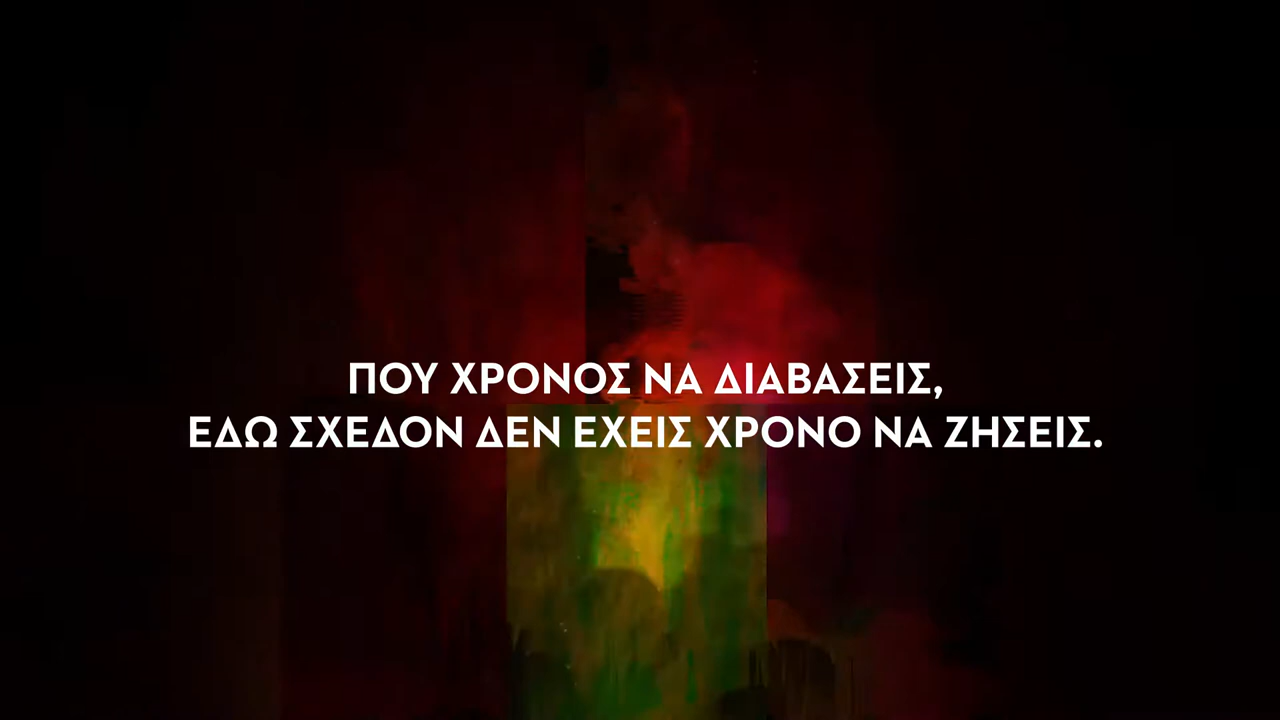 ΠΟΥ ΧΡΟΝΟΣ ΝΑ ΔΙΑΒΑΣΕΙΣ,
ΕΔΩ ΣΧΕΔΟΝ ΔΕΝ ΕΧΕΙΣ ΧΡΟΝΟ ΝΑ ΖΗΣΕΙΣ.